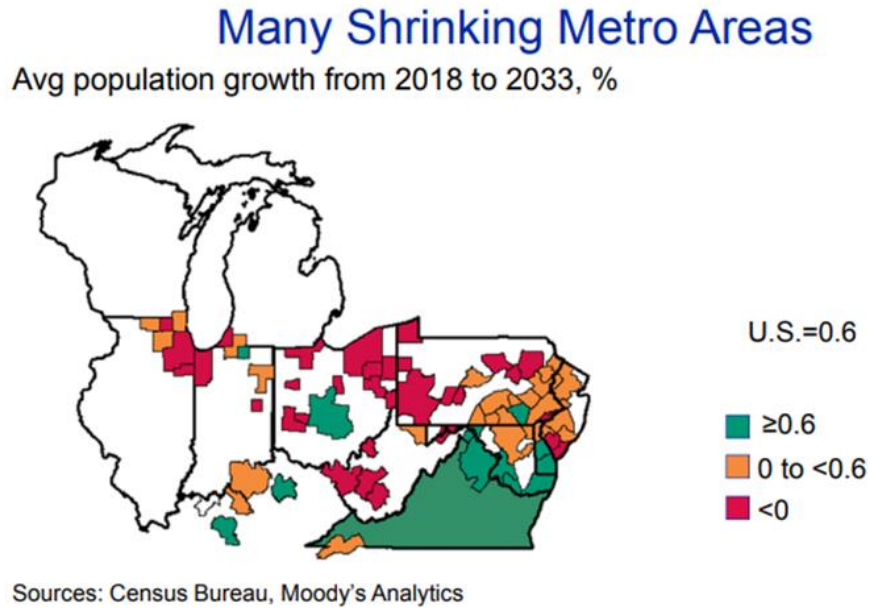 Many Shrinking Metro Areas
Avg population growth from 2018 to 2033, %
U.S.=0.6
≥0.6
0 to <0.6
<0
Sources: Census Bureau, Moody's Analytics